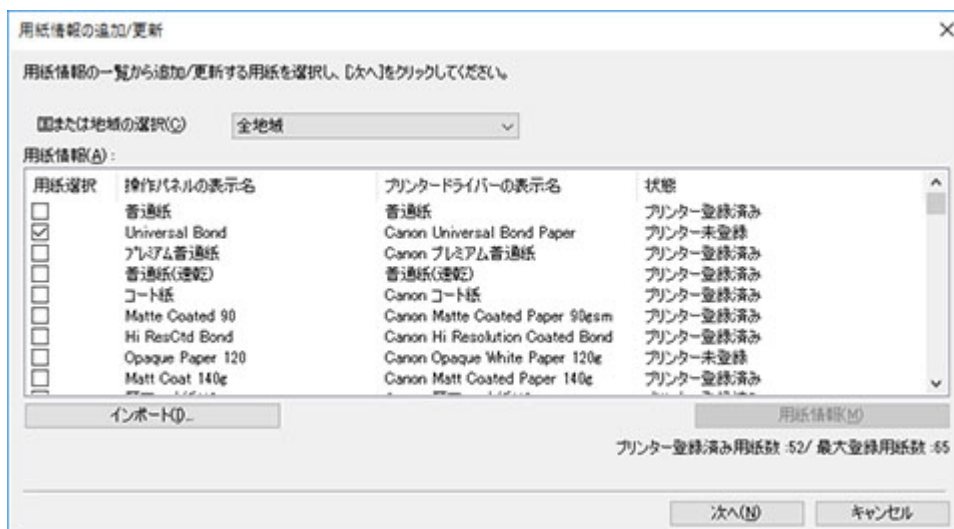 用紙情報の追加/更新
用紙情報の一覧から追加/更新する用紙を選択し、[次へ]をクリックしてください。
国または地域の選択(C) 全地域
用紙情報(A):
用紙選択 操作パネルの表示名 プリンタードライバーの表示名 状態
普通紙 普通紙 プリンター登録済み
Universal Bond Canon Universal Bond Paper プリンター未登録
プレミアム普通紙 Canon プレミアム普通紙 プリンター登録済み
普通紙(速乾) 普通紙(速乾) プリンター登録済み
コート紙 Canon コート紙 プリンター登録済み
Matte Coated 90 Canon Matte Coated Paper 90gsm プリンター登録済み
Hi ResCtd Bond Canon Hi Resolution Coated Bond プリンター登録済み
Opaque Paper 120 Canon Opaque White Paper 120g プリンター未登録
Matt Coat 140g Canon Matt Coated Paper 140g プリンター登録済み
インポート(I)... 用紙情報(M)
プリンター登録済み用紙数 :52/ 最大登録用紙数 :65
次へ(N) キャンセル